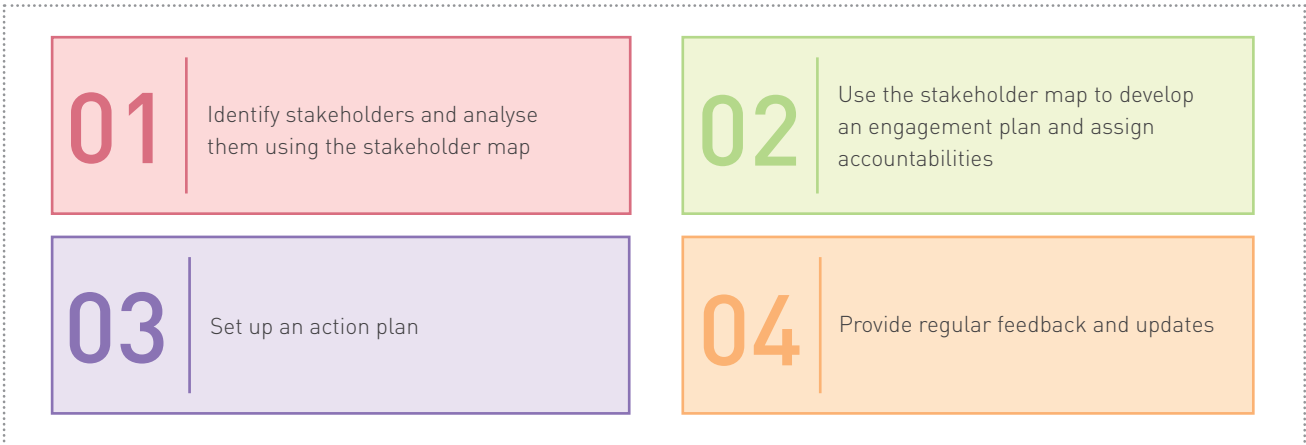 01
Identify stakeholders and analyse
them using the stakeholder map
02
Use the stakeholder map to develop
an engagement plan and assign
accountabilities
03
Set up an action plan
04
Provide regular feedback and updates